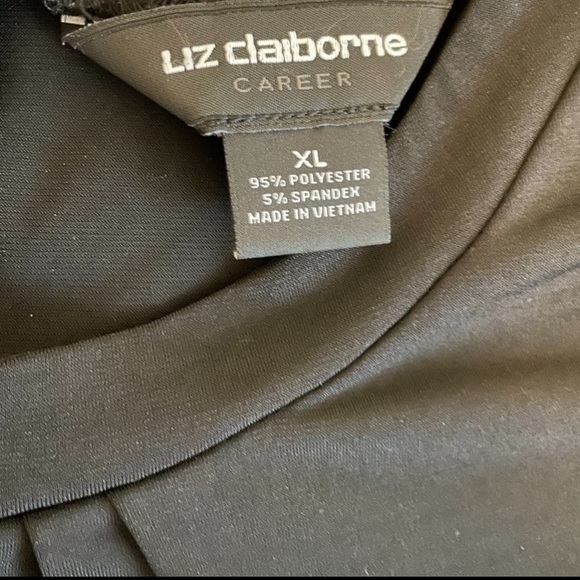 Liz claiborne
CAREER
XL
95% POLYESTER
5% SPANDEX
MADE IN VIETNAM